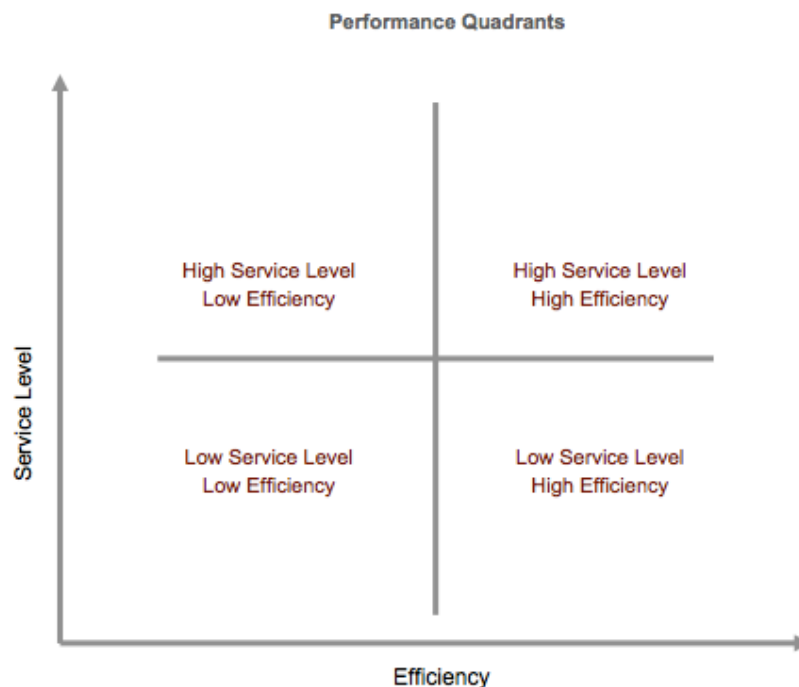 Performance Quadrants
High Service Level
Low Efficiency
High Service Level
High Efficiency
Service Level
Low Service Level
Low Efficiency
Low Service Level
High Efficiency
Efficiency